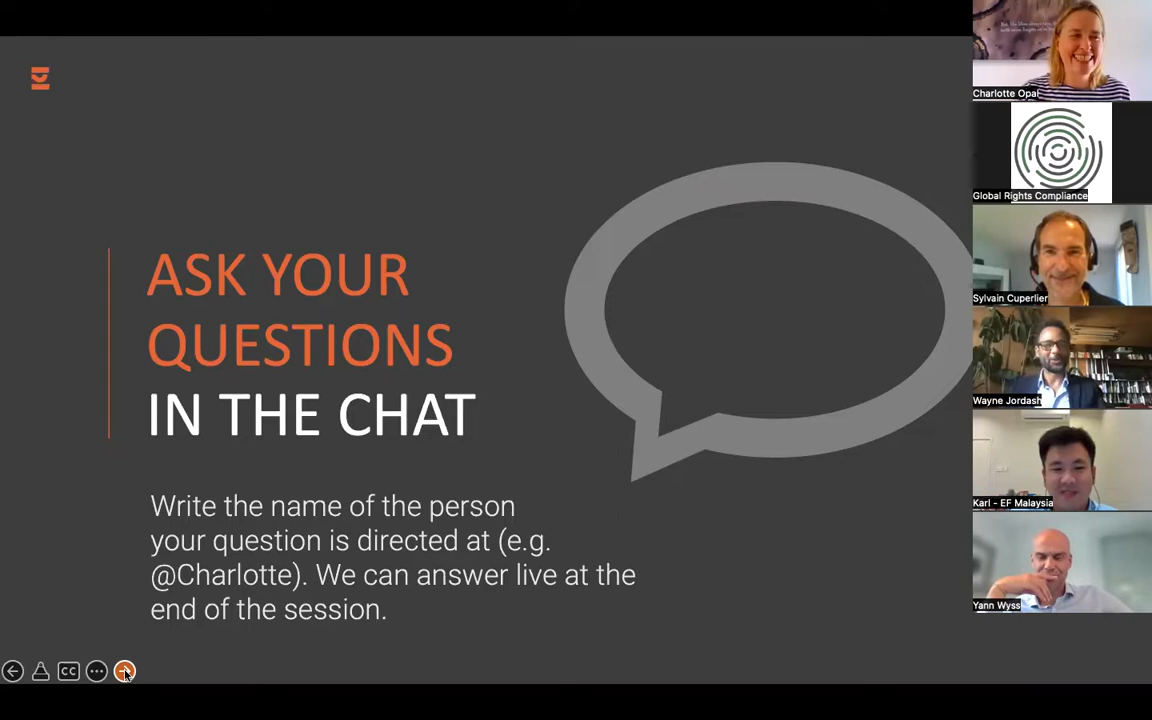 ASK YOUR
QUESTIONS
IN THE CHAT
Write the name of the person
your question is directed at (e.g.
@Charlotte). We can answer live at the
end of the session.
CC
Charlotte Opal
Global Rights Compliance
Sylvain Cuperlier
Wayne Jordash
Karl - EF Malaysia
Yann Wyss